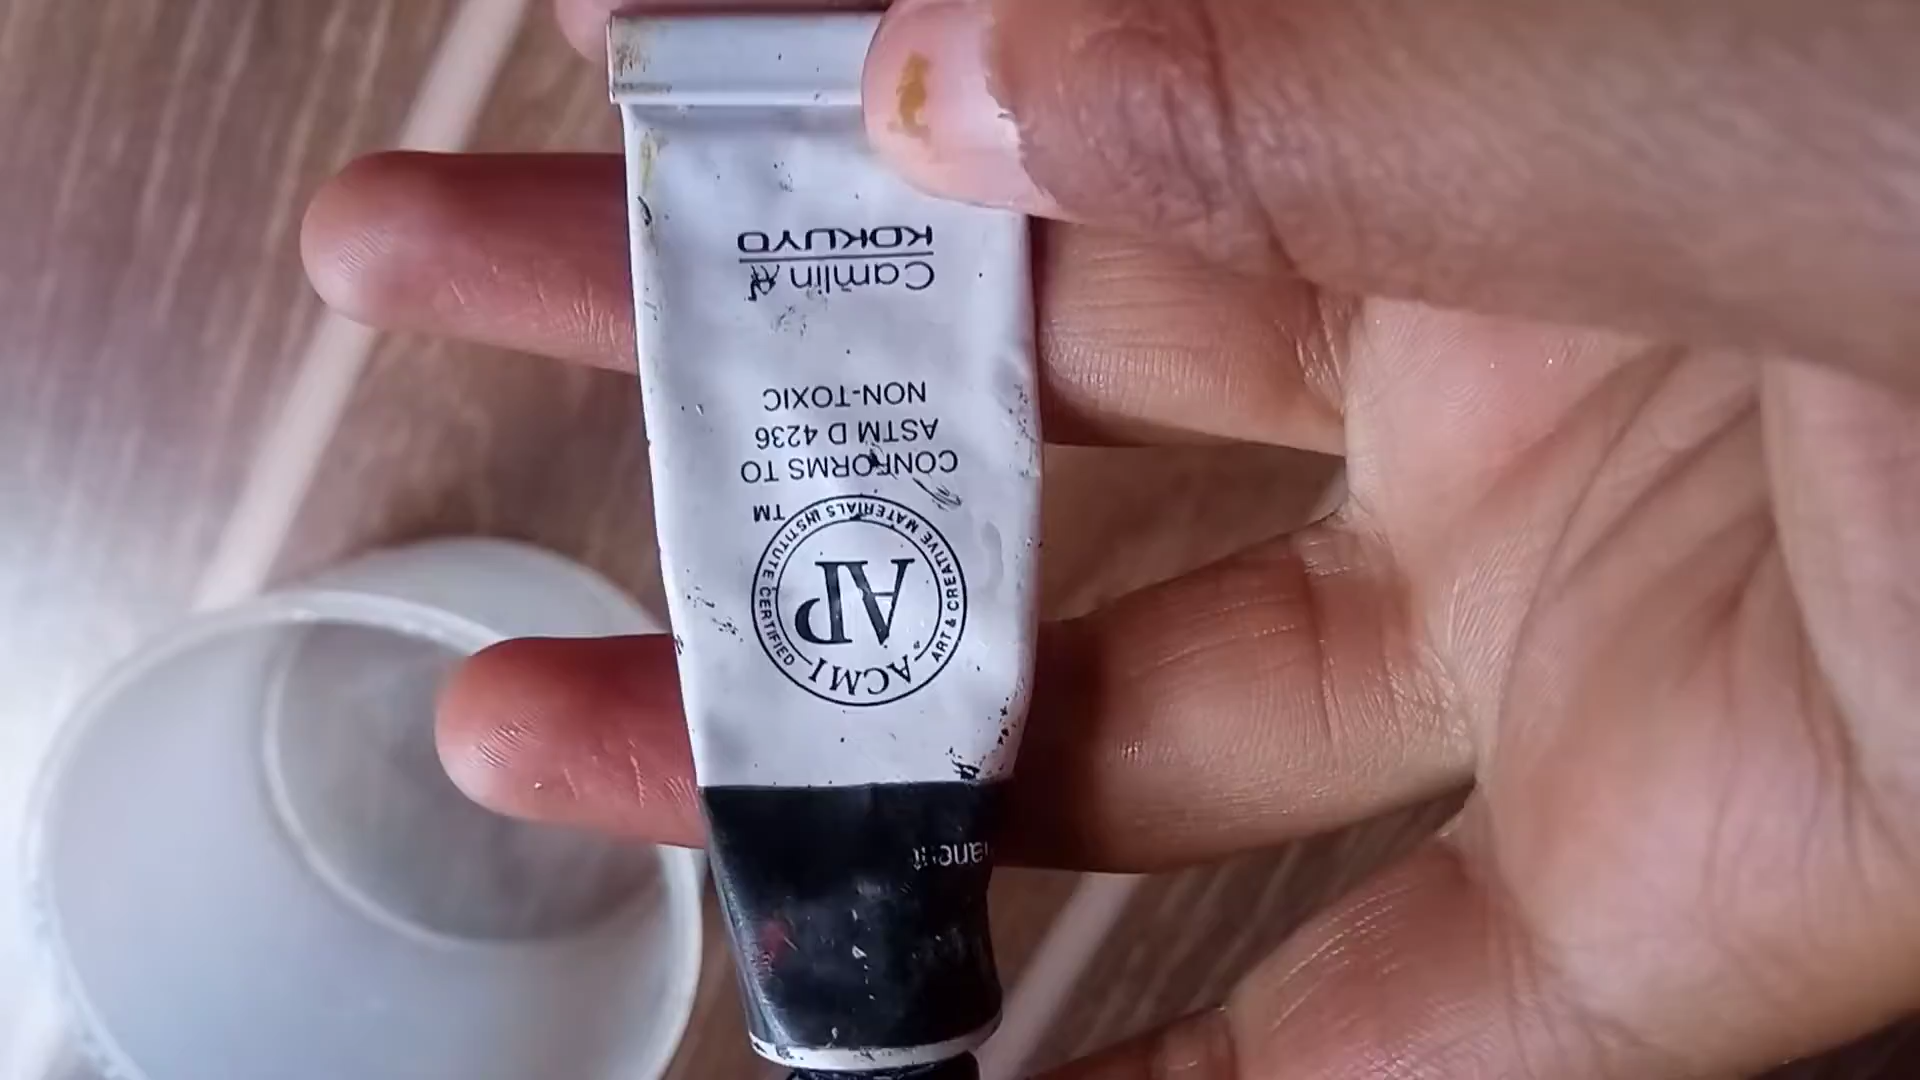 ACMI
ART & CREATIVE MATERIALS INSTITUTE CERTIFIED
AP
TM
CONFORMS TO
ASTM D 4236
NON-TOXIC
Camlin
KOKUYO